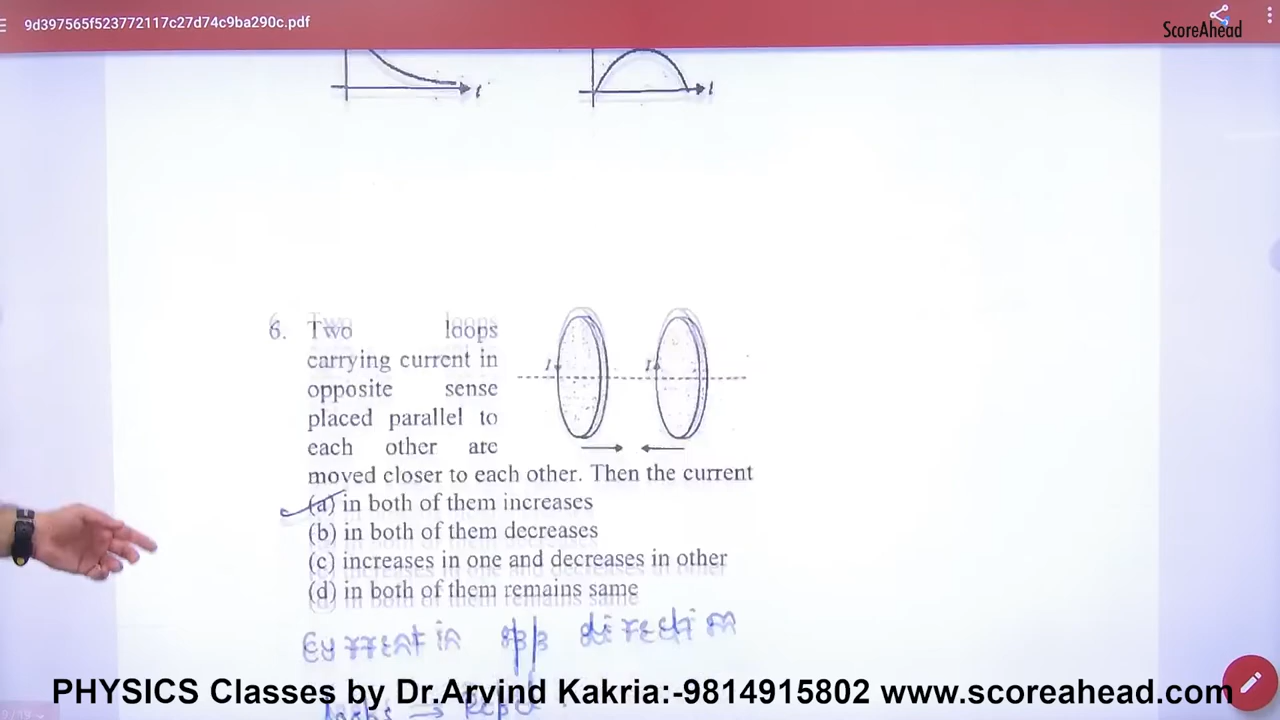 9d397565f523772117c27d74c9ba290c.pdf
ScoreAhead
t
t
6. Two loops
carrying current in
opposite sense
placed parallel to
each other are
moved closer to each other. Then the current
I
I
(a) in both of them increases
(b) in both of them decreases
(c) increases in one and decreases in other
(d) in both of them remains same
Current in opp direction
PHYSICS Classes by Dr.Arvind Kakria:-9814915802 www.scoreahead.com
⇒